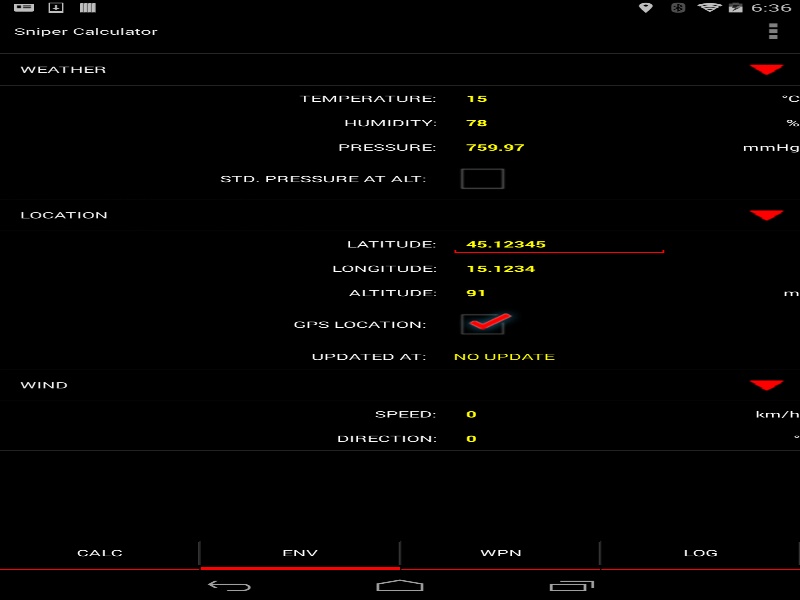 6:36
Sniper Calculator
WEATHER
TEMPERATURE: 15 °C
HUMIDITY: 78 %
PRESSURE: 759.97 mmHg
STD. PRESSURE AT ALT:
LOCATION
LATITUDE: 45.12345
LONGITUDE: 15.1234
ALTITUDE: 91 m
GPS LOCATION:
UPDATED AT: NO UPDATE
WIND
SPEED: 0 km/h
DIRECTION: 0 °
CALC ENV WPN LOG